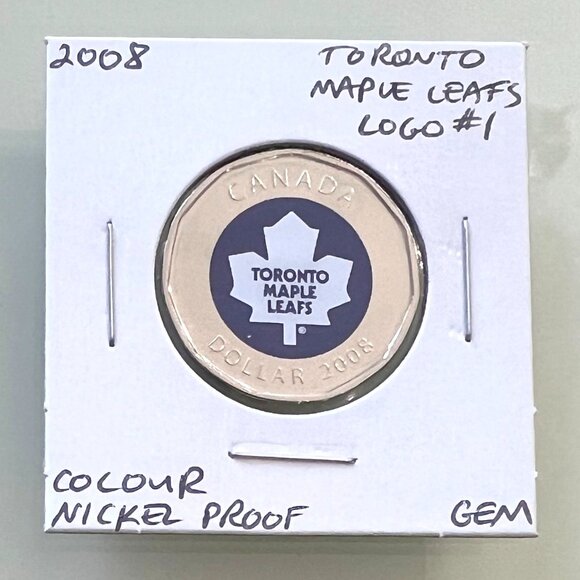 2008
TORONTO
MAPLE LEAFS
LOGO #1
CANADA
TORONTO
MAPLE
LEAFS
®
DOLLAR 2008
COLOUR
NICKEL PROOF
GEM